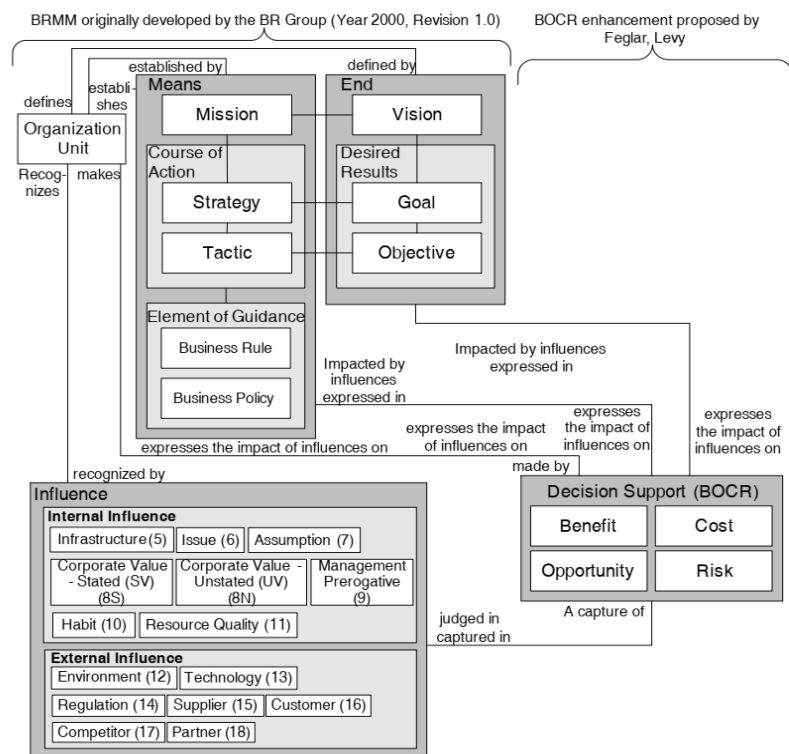 BRMM originally developed by the BR Group (Year 2000, Revision 1.0)
BOCR enhancement proposed by
Feglar, Levy
established by
defined by
establi-
shes
defines
Means
End
Organization
Unit
Mission
Vision
Recog-
nizes
makes
Course of
Action
Desired
Results
Strategy
Goal
Tactic
Objective
Element of Guidance
Business Rule
Business Policy
Impacted by
influences
expressed in
Impacted by influences
expressed in
expresses the impact of influences on
expresses the impact
of influences on
expresses
the impact of
influences on
expresses
the impact of
influences on
made by
recognized by
Influence
Internal Influence
Infrastructure (5)
Issue (6)
Assumption (7)
Corporate Value
- Stated (SV)
(8S)
Corporate Value -
Unstated (UV)
(8N)
Management
Prerogative
(9)
Habit (10)
Resource Quality (11)
External Influence
Environment (12)
Technology (13)
Regulation (14)
Supplier (15)
Customer (16)
Competitor (17)
Partner (18)
Decision Support (BOCR)
Benefit
Cost
Opportunity
Risk
A capture of
judged in
captured in